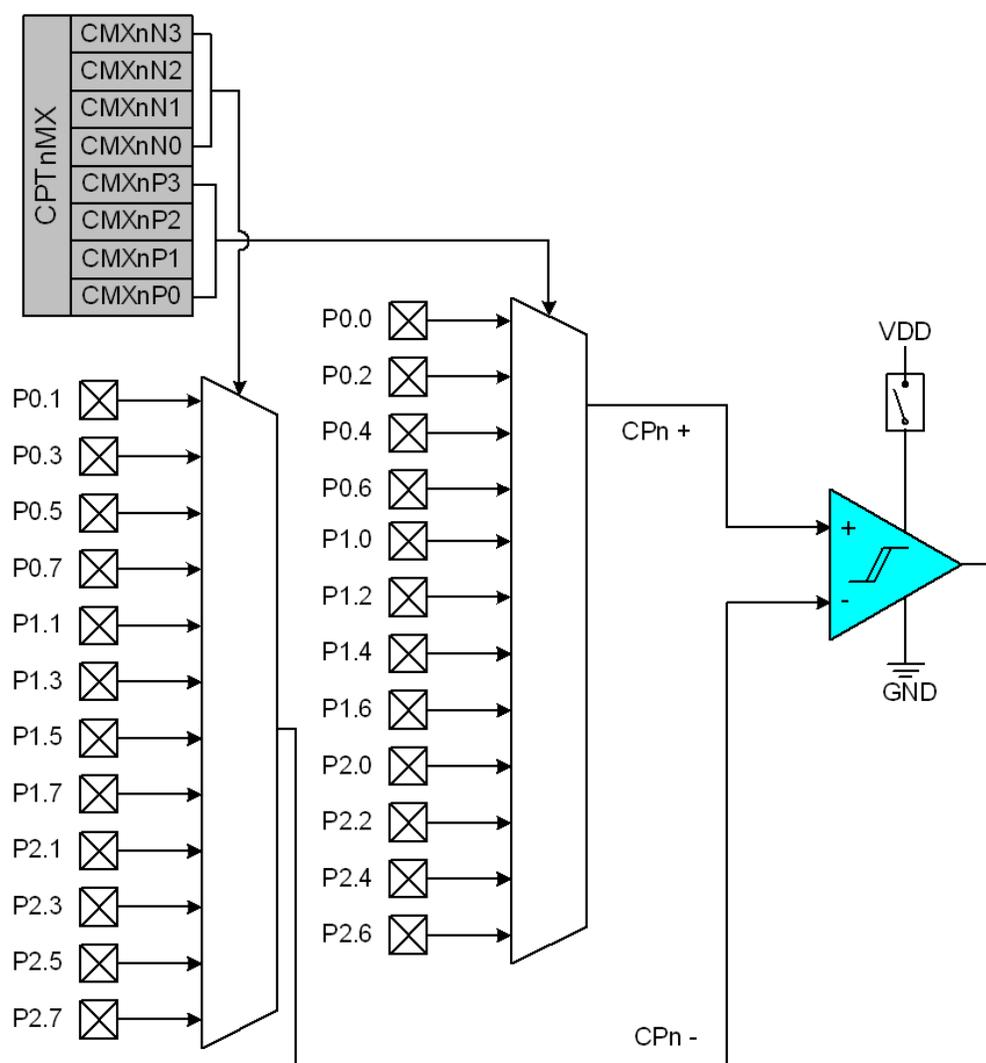 CPTnMX
CMXnN3
CMXnN2
CMXnN1
CMXnN0
CMXnP3
CMXnP2
CMXnP1
CMXnP0
P0.1
P0.3
P0.5
P0.7
P1.1
P1.3
P1.5
P1.7
P2.1
P2.3
P2.5
P2.7
P0.0
P0.2
P0.4
P0.6
P1.0
P1.2
P1.4
P1.6
P2.0
P2.2
P2.4
P2.6
CPn +
CPn -
VDD
+
-
GND